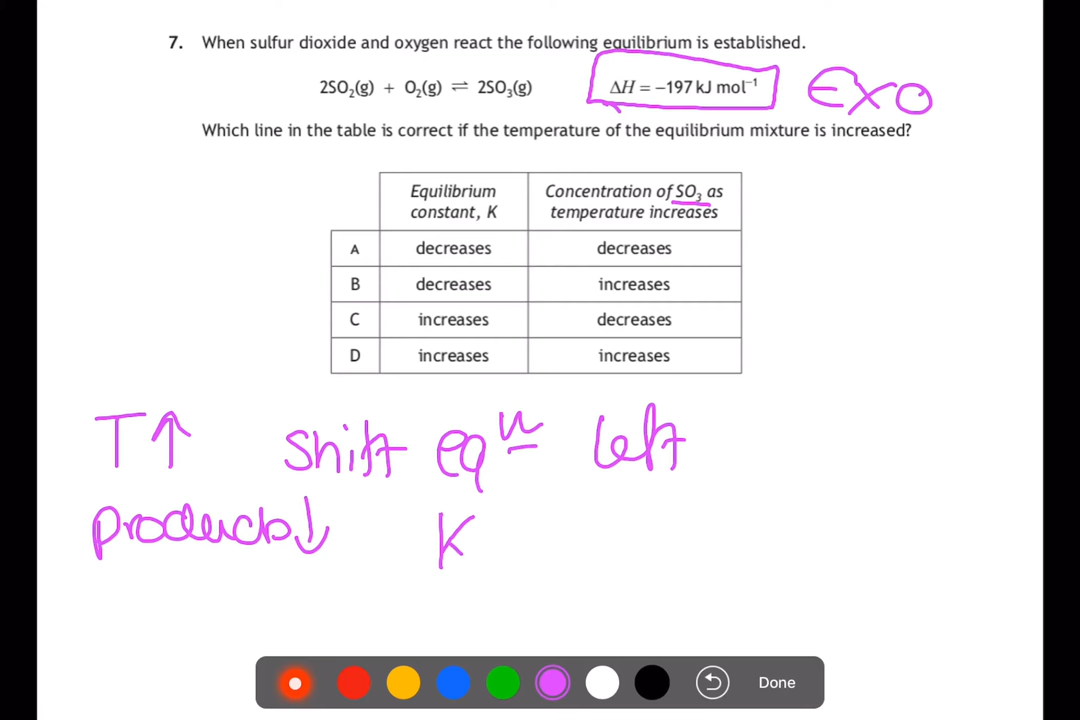 7. When sulfur dioxide and oxygen react the following equilibrium is established.
2SO₂(g) + O₂(g) ⇌ 2SO₃(g) ΔH = −197 kJ mol⁻¹ EXO
Which line in the table is correct if the temperature of the equilibrium mixture is increased?
Equilibrium constant, K Concentration of SO₃ as temperature increases
A decreases decreases
B decreases increases
C increases decreases
D increases increases
T↑ Shift eqⁿ left
products↓ K
Done